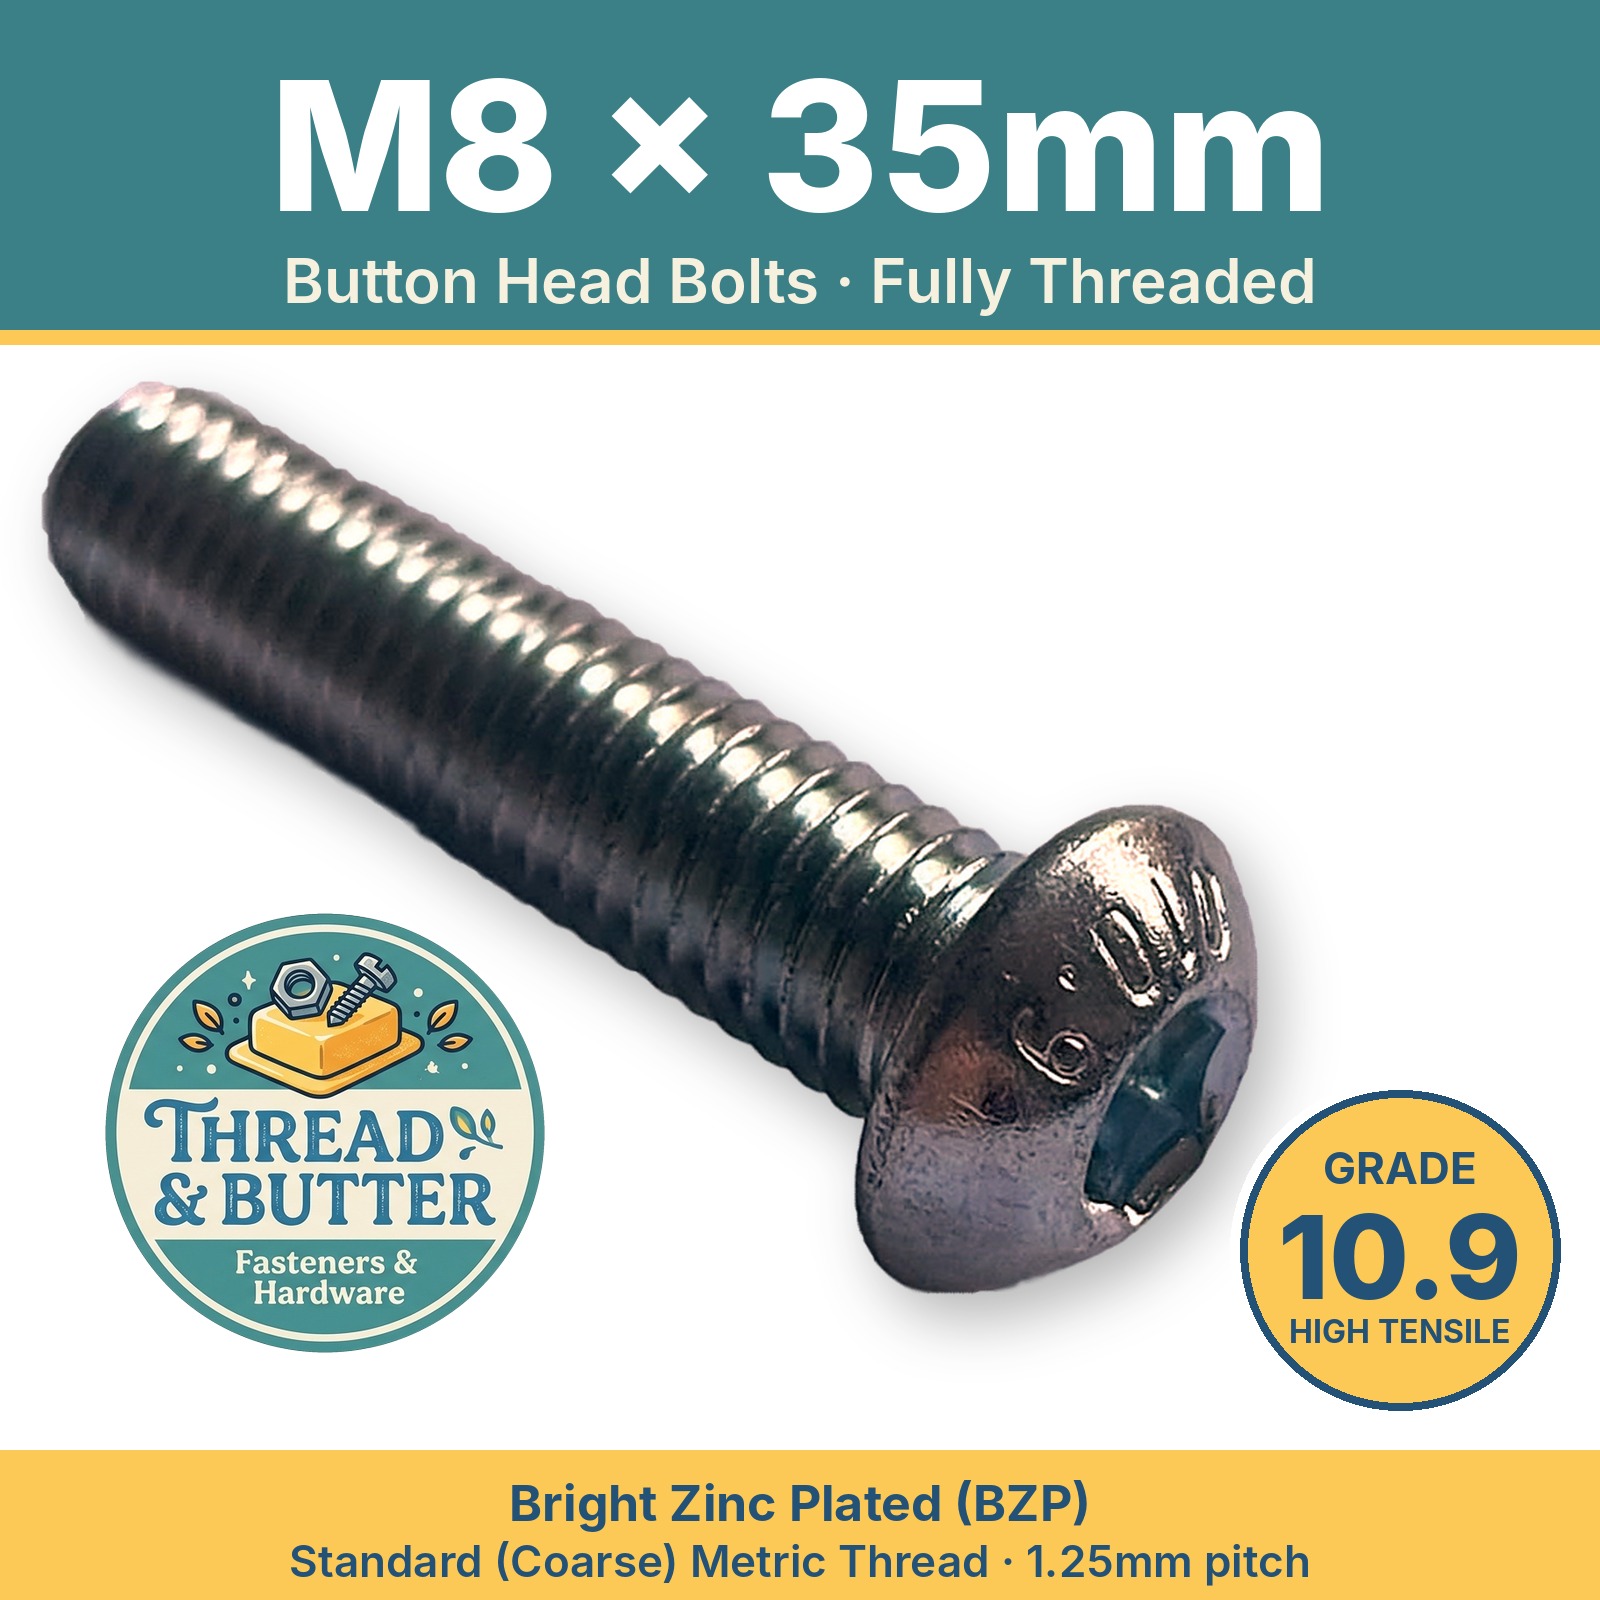 M8 × 35mm
Button Head Bolts · Fully Threaded
THREAD
& BUTTER
Fasteners &
Hardware
GRADE
10.9
HIGH TENSILE
Bright Zinc Plated (BZP)
Standard (Coarse) Metric Thread · 1.25mm pitch